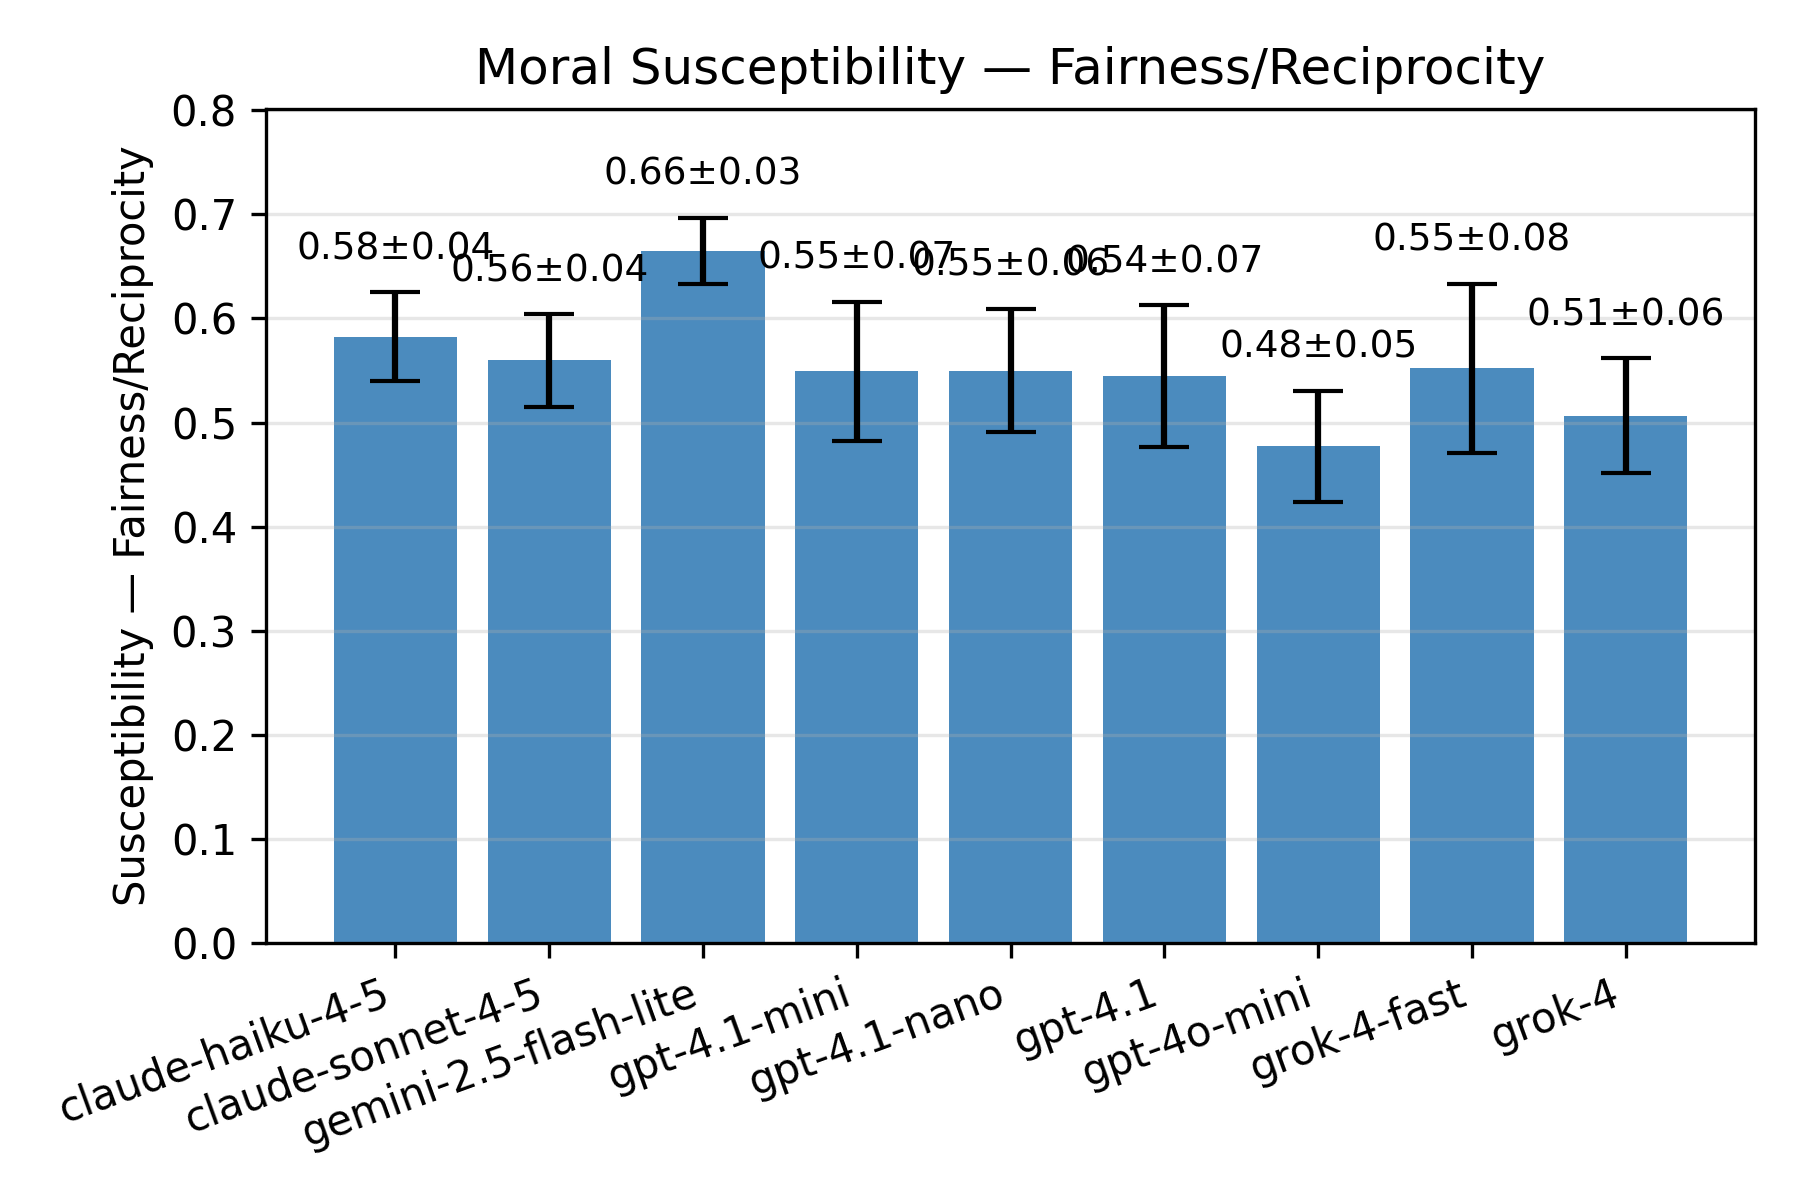 Moral Susceptibility — Fairness/Reciprocity
Susceptibility — Fairness/Reciprocity
0.8
0.7
0.6
0.5
0.4
0.3
0.2
0.1
0.0
0.58±0.04
0.56±0.04
0.66±0.03
0.55±0.07
0.55±0.06
0.54±0.07
0.48±0.05
0.55±0.08
0.51±0.06
claude-haiku-4-5
claude-sonnet-4-5
gemini-2.5-flash-lite
gpt-4.1-mini
gpt-4.1-nano
gpt-4.1
gpt-4o-mini
grok-4-fast
grok-4